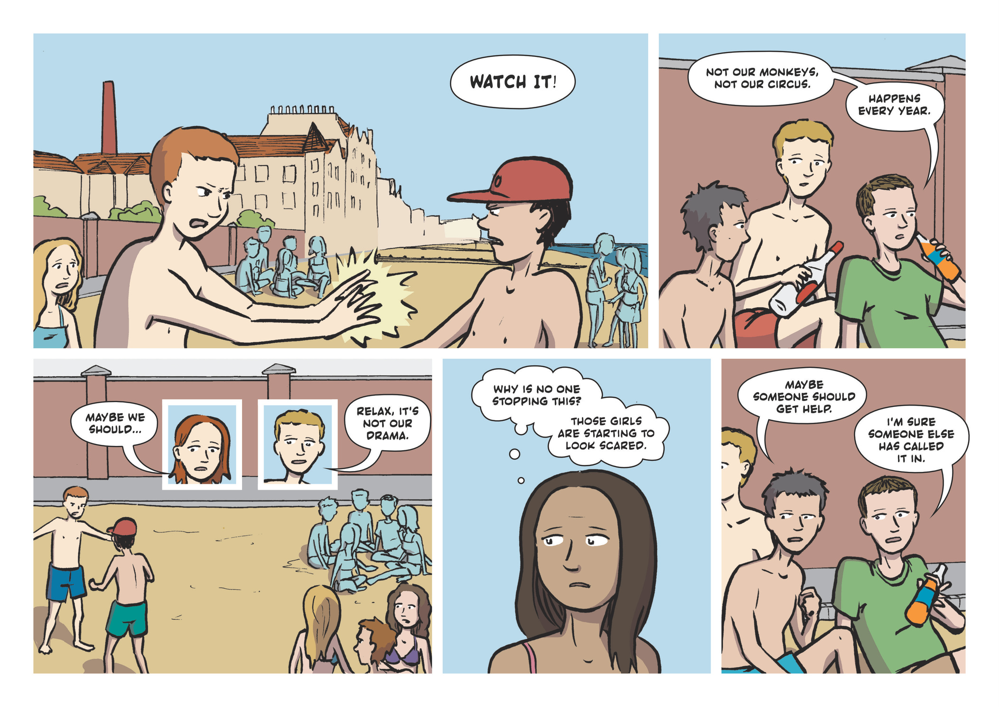 WATCH IT!
NOT OUR MONKEYS,
NOT OUR CIRCUS.
HAPPENS
EVERY YEAR.
MAYBE WE
SHOULD...
RELAX, IT'S
NOT OUR
DRAMA.
WHY IS NO ONE
STOPPING THIS?
THOSE GIRLS
ARE STARTING TO
LOOK SCARED.
MAYBE
SOMEONE SHOULD
GET HELP.
I'M SURE
SOMEONE ELSE
HAS CALLED
IT IN.